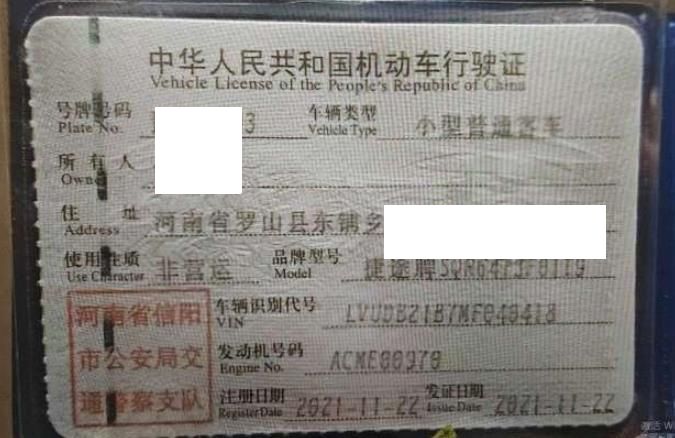 中华人民共和国机动车行驶证
Vehicle License of the People's Republic of China
号牌号码 3 车辆类型 小型普通客车
Plate No. Vehicle Type
所有人
Owner
住址 河南省罗山县东铺乡
Address
使用性质 非营运 品牌型号 捷途牌
Use Character Model
车辆识别代号 LVUDB21B7MF040418
VIN
发动机号码 ACME00970
Engine No.
注册日期 2021-11-22 发证日期 2021-11-22
Register Date Issue Date
河南省信阳
市公安局交
通警察支队
激活 W